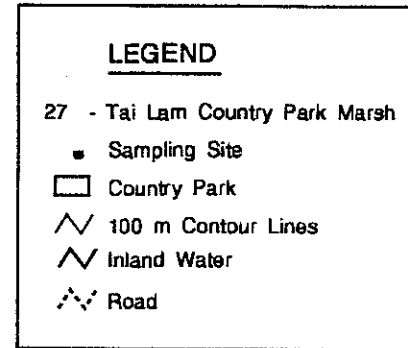 LEGEND
27 - Tai Lam Country Park Marsh
Sampling Site
Country Park
100 m Contour Lines
Inland Water
Road